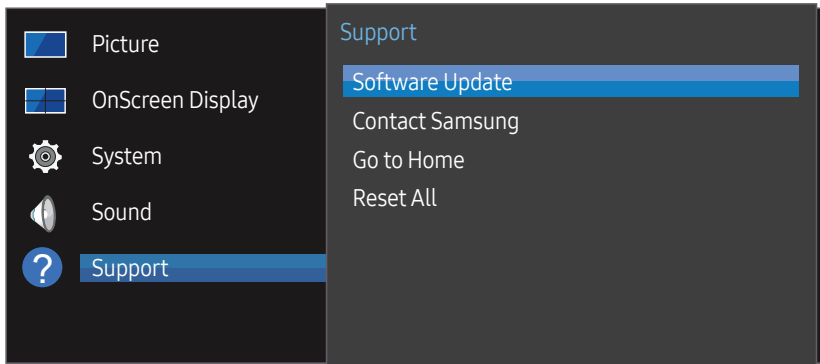 Picture
OnScreen Display
System
Sound
? Support
Support
Software Update
Contact Samsung
Go to Home
Reset All